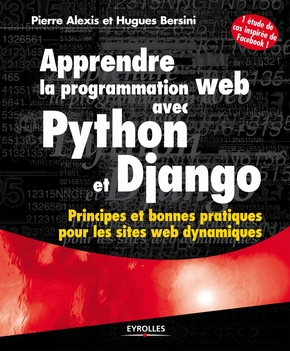 Pierre Alexis et Hugues Bersini
1 étude de
cas inspirée de
Facebook !
Apprendre
la programmation web
avec
Python
et Django
Principes et bonnes pratiques
pour les sites web dynamiques
EYROLLES